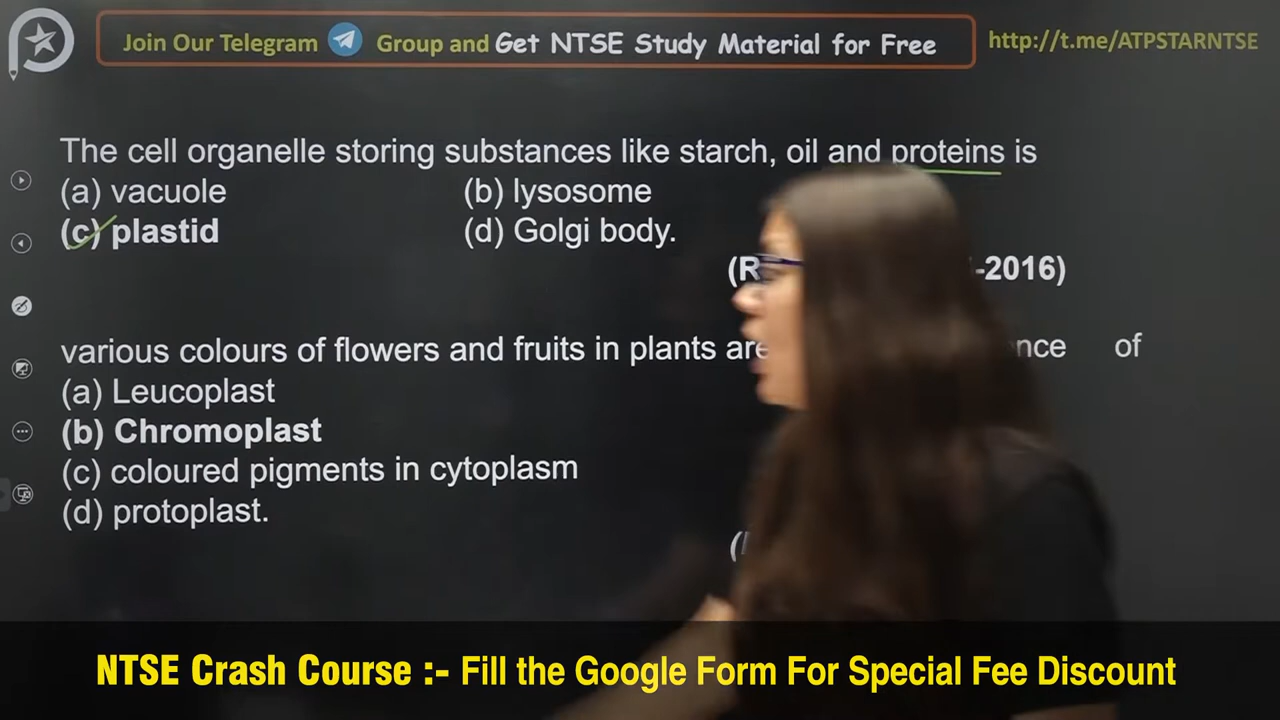 Join Our Telegram Group and Get NTSE Study Material for Free http://t.me/ATPSTARNTSE
The cell organelle storing substances like starch, oil and proteins is
(a) vacuole (b) lysosome
(c) plastid (d) Golgi body.
-2016)
various colours of flowers and fruits in plants are of
(a) Leucoplast
(b) Chromoplast
(c) coloured pigments in cytoplasm
(d) protoplast.
NTSE Crash Course :- Fill the Google Form For Special Fee Discount